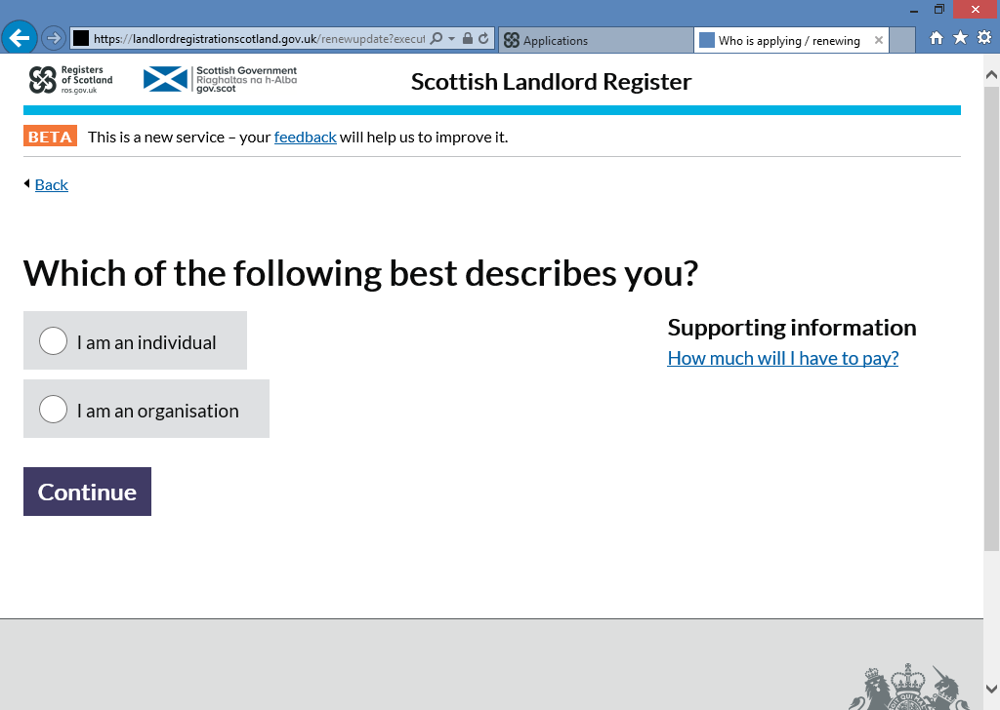 https://landlordregistrationscotland.gov.uk/renewupdate?execut
Applications
Who is applying / renewing
Registers
of Scotland
ros.gov.uk
Scottish Government
Riaghaltas na h-Alba
gov.scot
Scottish Landlord Register
BETA This is a new service – your feedback will help us to improve it.
Back
Which of the following best describes you?
I am an individual
I am an organisation
Supporting information
How much will I have to pay?
Continue